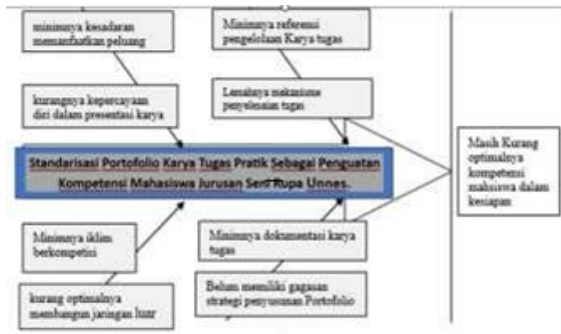 minimnya kesadaran
memanfaatkan peluang
Minimnya referensi
pengelolaan Karya tugas
kurangnya kepercayaan
diri dalam presentasi karya
Lemahnya mekanisme
penyelesaian tugas
Standarisasi Portofolio Karya Tugas Pratik Sebagai Penguatan
Kompetensi Mahasiswa Jurusan Seni Rupa Unnes.
Masih Kurang
optimalnya
kompetensi
mahsiswa dalam
kesiapan
Minimnya iklim
berkompetisi
Minimnya dokumentasi karya
tugas
kurang optimalnya
membangun jaringan luar
Belum memiliki gagasan
strategi penyusunan Portofolio